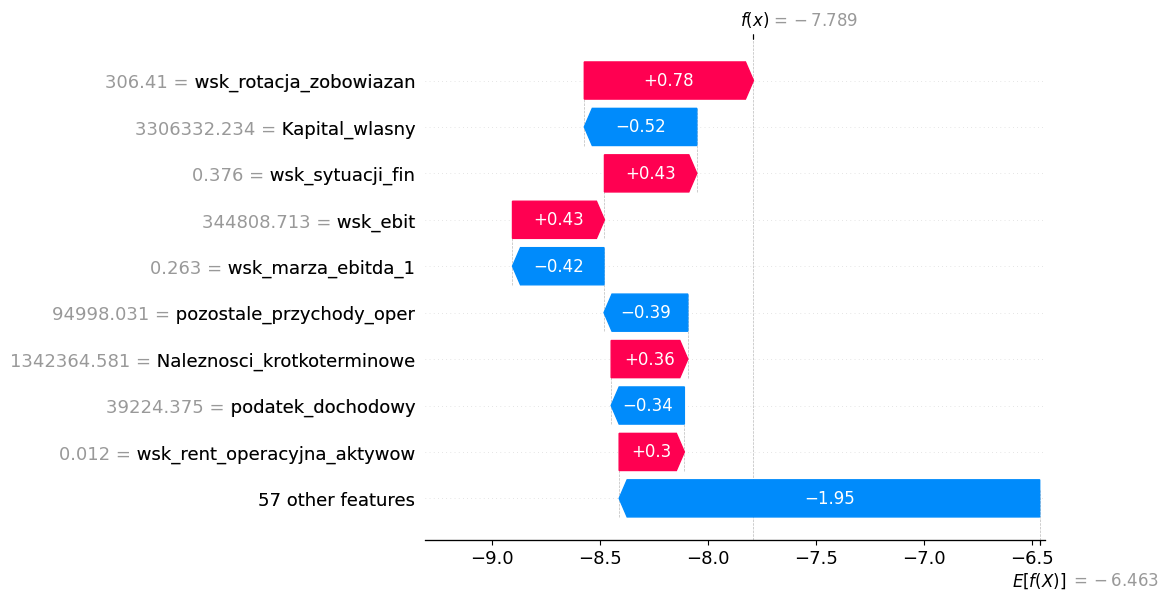 f(x) = −7.789
306.41 = wsk_rotacja_zobowiazan
+0.78
3306332.234 = Kapital_wlasny
−0.52
0.376 = wsk_sytuacji_fin
+0.43
344808.713 = wsk_ebit
+0.43
0.263 = wsk_marza_ebitda_1
−0.42
94998.031 = pozostale_przychody_oper
−0.39
1342364.581 = Naleznosci_krotkoterminowe
+0.36
39224.375 = podatek_dochodowy
−0.34
0.012 = wsk_rent_operacyjna_aktywow
+0.3
57 other features
−1.95
−9.0 −8.5 −8.0 −7.5 −7.0 −6.5
E[f(X)] = −6.463